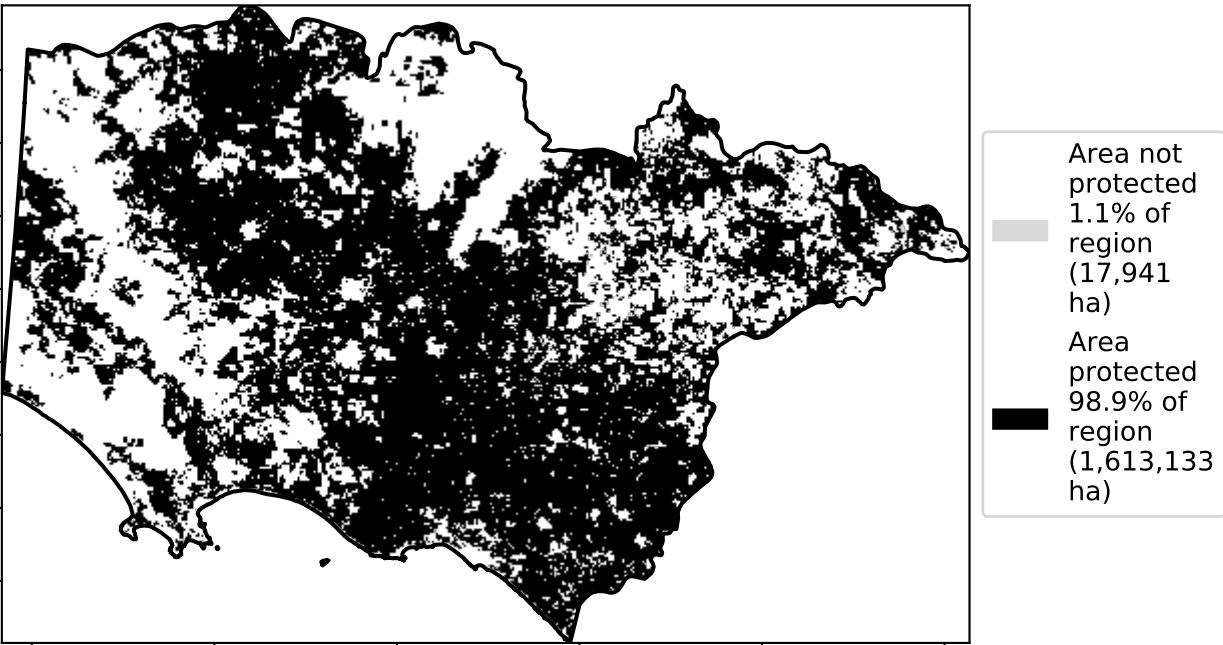 Area not
protected
1.1% of
region
(17,941
ha)
Area
protected
98.9% of
region
(1,613,133
ha)